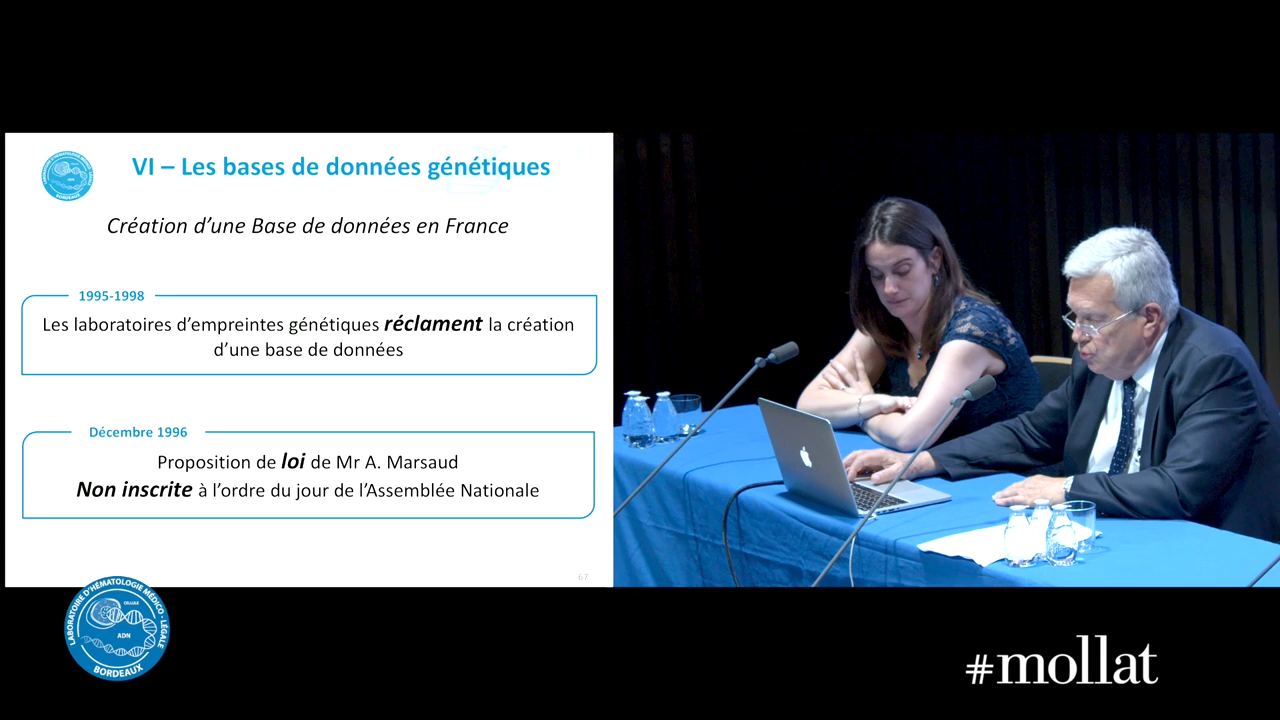 VI – Les bases de données génétiques
Création d’une Base de données en France
1995-1998
Les laboratoires d’empreintes génétiques réclament la création
d’une base de données
Décembre 1996
Proposition de loi de Mr A. Marsaud
Non inscrite à l’ordre du jour de l’Assemblée Nationale
67
LABORATOIRE D'HÉMATOLOGIE MÉDICO - LÉGALE
ADN
BORDEAUX
#mollat